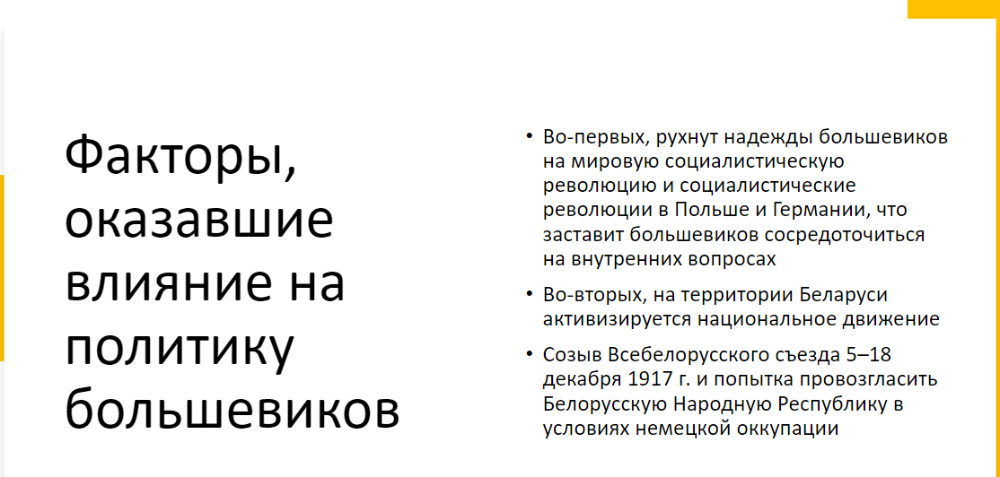 Факторы,
оказавшие
влияние на
политику
большевиков
• Во-первых, рухнут надежды большевиков
на мировую социалистическую
революцию и социалистические
революции в Польше и Германии, что
заставит большевиков сосредоточиться
на внутренних вопросах
• Во-вторых, на территории Беларуси
активизируется национальное движение
• Созыв Всебелорусского съезда 5–18
декабря 1917 г. и попытка провозгласить
Белорусскую Народную Республику в
условиях немецкой оккупации